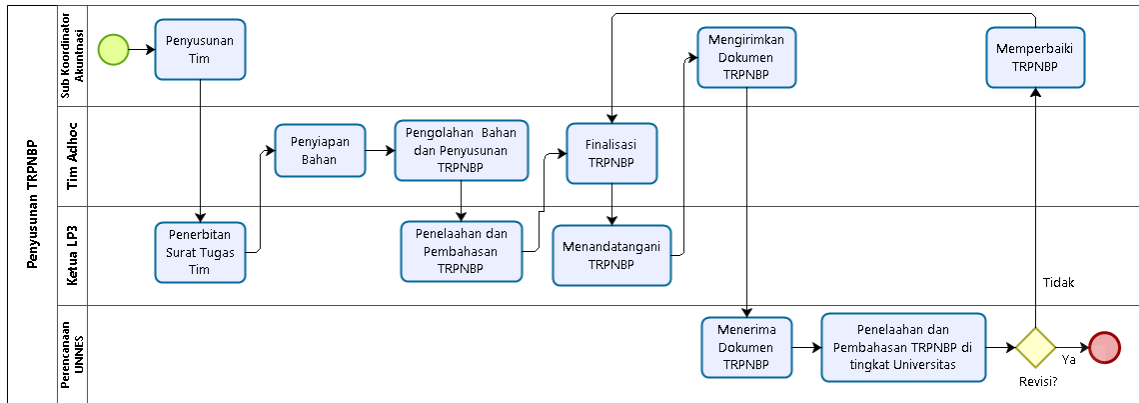 Penyusunan TRPNBP
Sub Koordinator
Akuntnasi
Penyusunan
Tim
Mengirimkan
Dokumen
TRPNBP
Memperbaiki
TRPNBP
Tim Adhoc
Penyiapan
Bahan
Pengolahan Bahan
dan Penyusunan
TRPNBP
Finalisasi
TRPNBP
Ketua LP3
Penerbitan
Surat Tugas
Tim
Penelaahan dan
Pembahasan
TRPNBP
Menandatangani
TRPNBP
Tidak
Perencanaan
UNNES
Menerima
Dokumen
TRPNBP
Penelaahan dan
Pembahasan TRPNBP di
tingkat Universitas
Ya
Revisi?